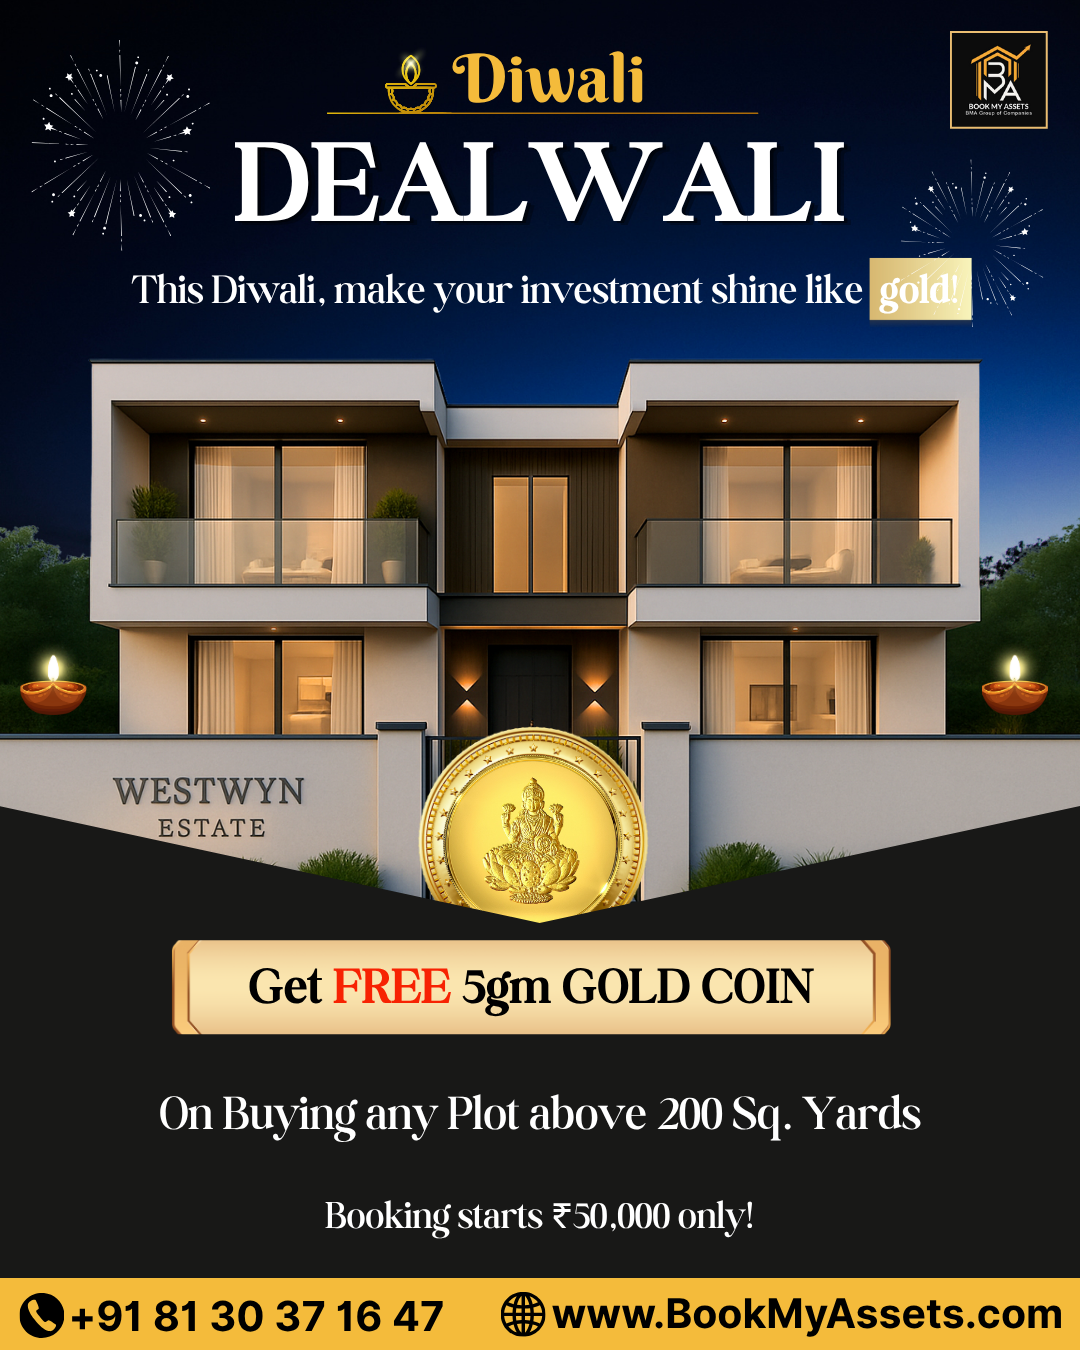 Diwali
BMA
BOOK MY ASSETS
BMA Group of Companies
DEALWALI
This Diwali, make your investment shine like gold!
WESTWYN
ESTATE
Get FREE 5gm GOLD COIN
On Buying any Plot above 200 Sq. Yards
Booking starts ₹50,000 only!
+91 81 30 37 16 47
www.BookMyAssets.com